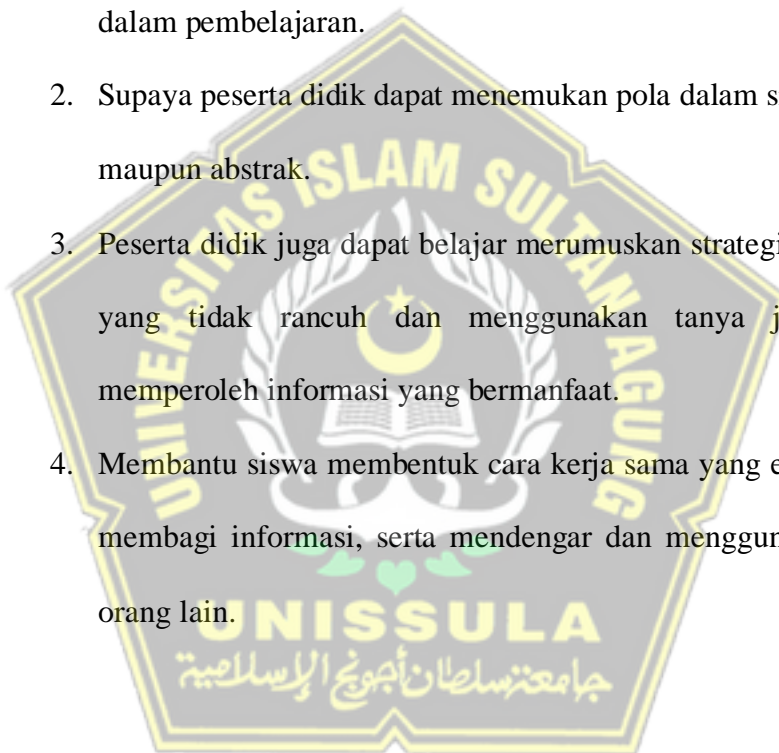 dalam pembelajaran.
2. Supaya peserta didik dapat menemukan pola dalam s
maupun abstrak.
3. Peserta didik juga dapat belajar merumuskan strategi
yang tidak rancuh dan menggunakan tanya j
memperoleh informasi yang bermanfaat.
4. Membantu siswa membentuk cara kerja sama yang e
membagi informasi, serta mendengar dan menggun
orang lain.
UNIVERSITAS ISLAM SULTAN AGUNG
UNISSULA
جامعة سلطان أجونج الإسلامية